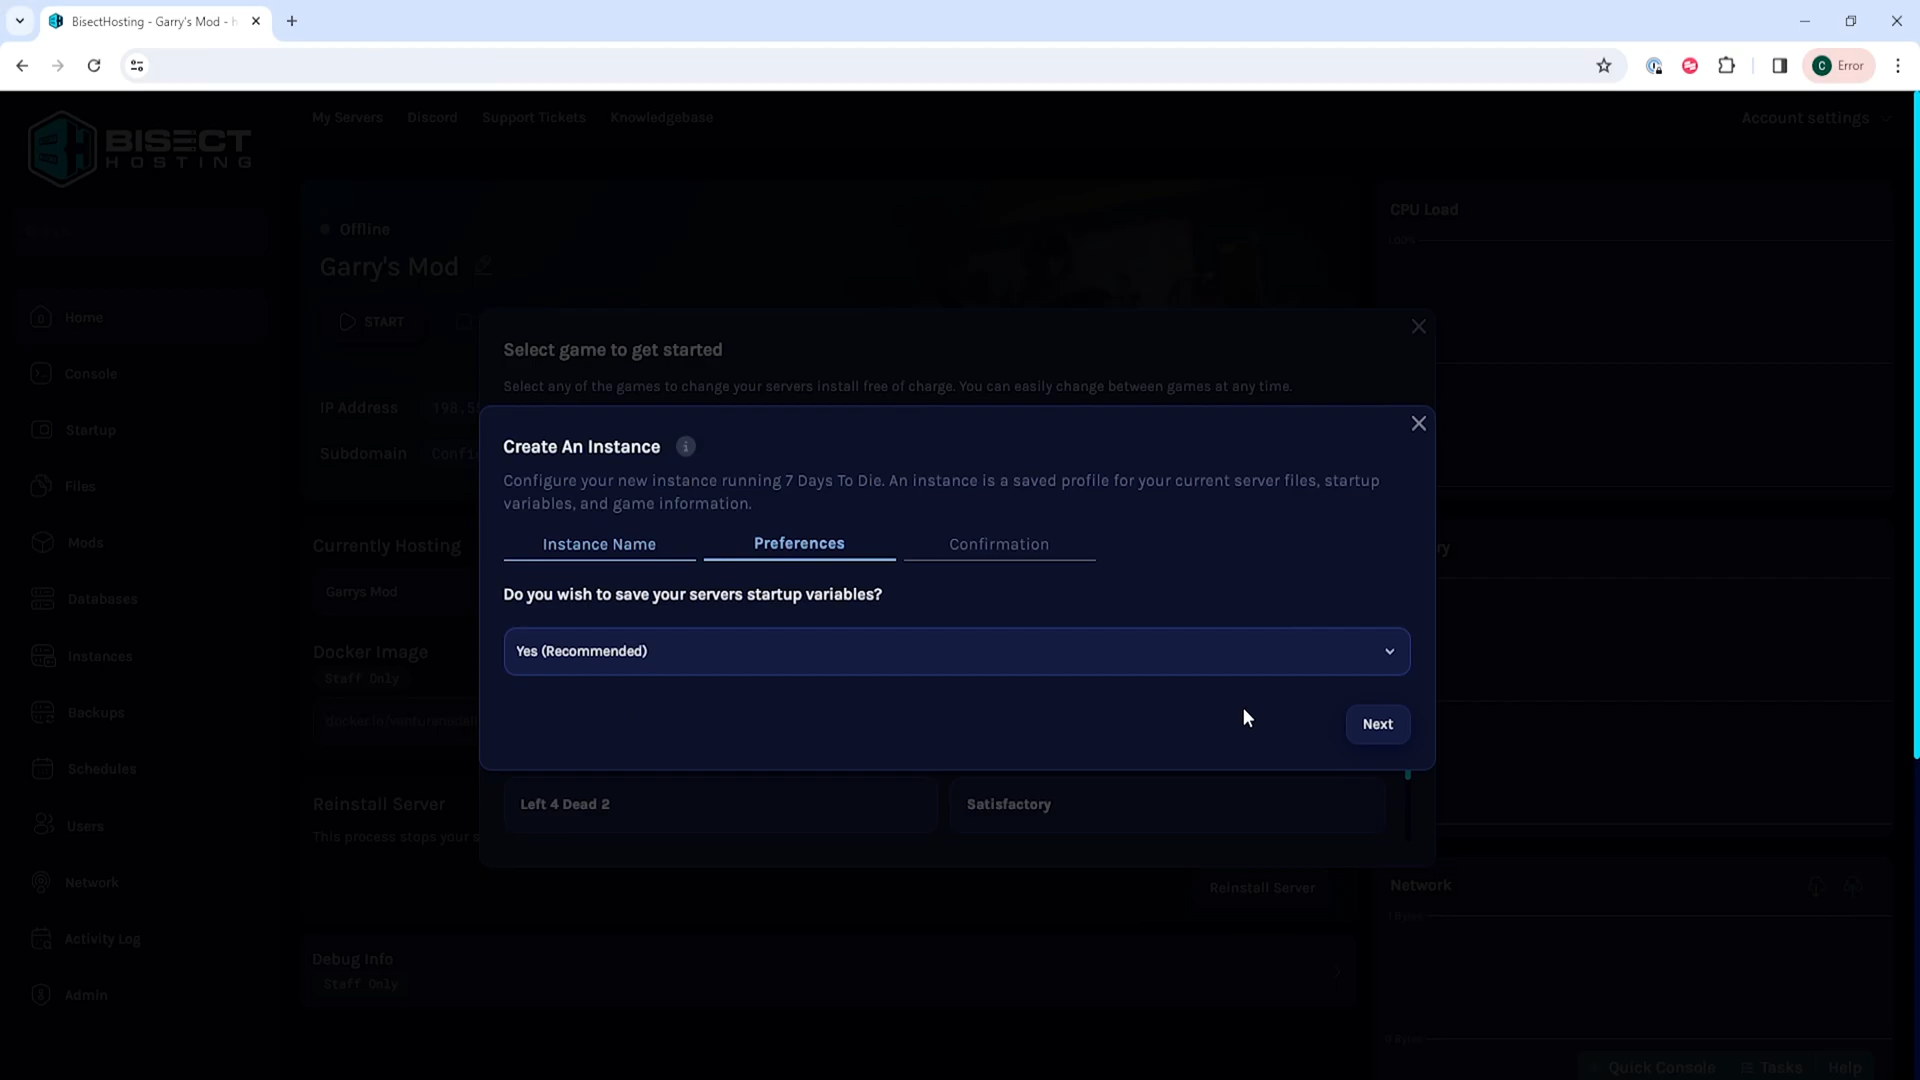 BisectHosting - Garry's Mod - h
Error
BISECT
HOSTING
My Servers
Discord
Support Tickets
Knowledgebase
Account settings
Home
Console
Startup
Files
Mods
Databases
Instances
Backups
Schedules
Users
Network
Activity Log
Admin
Offline
Garry's Mod
START
IP Address
Subdomain
Currently Hosting
Garrys Mod
Docker Image
Staff Only
Reinstall Server
This process stops your
Reinstall Server
Debug Info
Staff Only
Select game to get started
Select any of the games to change your servers install free of charge. You can easily change between games at any time.
Create An Instance
Configure your new instance running 7 Days To Die. An instance is a saved profile for your current server files, startup
variables, and game information.
Instance Name
Preferences
Confirmation
Do you wish to save your servers startup variables?
Yes (Recommended)
Next
Left 4 Dead 2
Satisfactory
CPU Load
Network
Quick Console
Tasks
Help